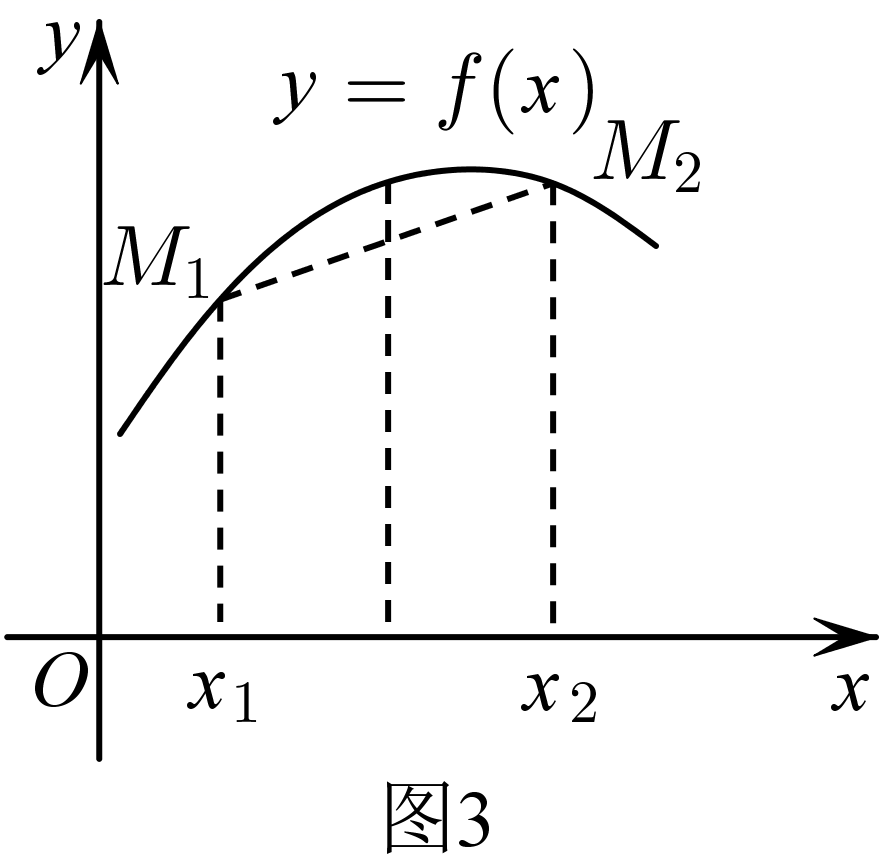 y
y = f(x)
M₂
M₁
O
x₁
x₂
x
图3